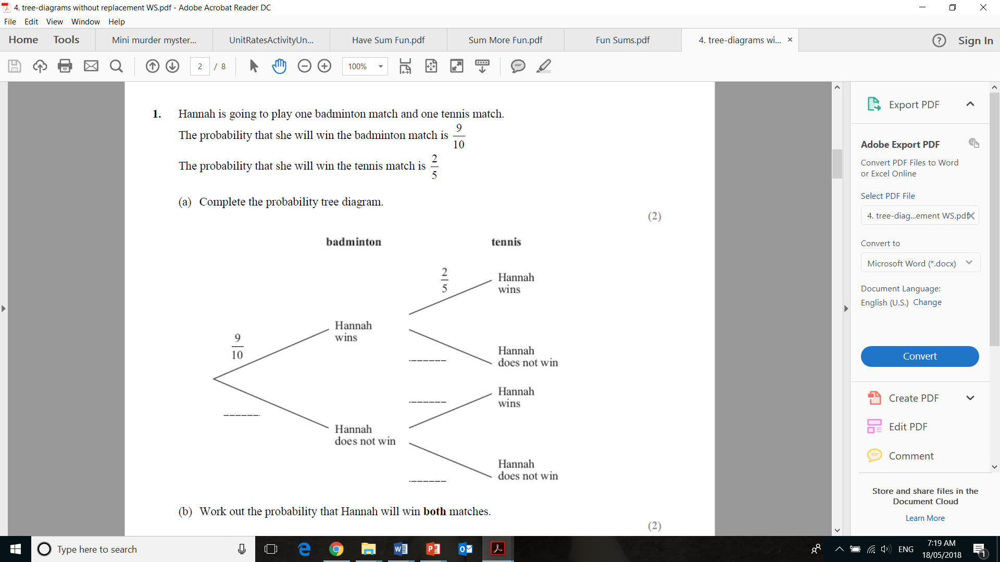 4. tree-diagrams without replacement WS.pdf - Adobe Acrobat Reader DC
File Edit View Window Help
Home Tools Mini murder myster... UnitRatesActivityUn... Have Sum Fun.pdf Sum More Fun.pdf Fun Sums.pdf 4. tree-diagrams wi... × ? Sign In
2 / 8 100%
1. Hannah is going to play one badminton match and one tennis match.
The probability that she will win the badminton match is 9/10
The probability that she will win the tennis match is 2/5
(a) Complete the probability tree diagram.
(2)
badminton tennis
2/5
Hannah
wins
9/10
Hannah
wins
Hannah
does not win
Hannah
wins
Hannah
does not win
Hannah
does not win
(b) Work out the probability that Hannah will win both matches.
(2)
Export PDF
Adobe Export PDF
Convert PDF Files to Word
or Excel Online
Select PDF File
4. tree-diag...ement WS.pdf
Convert to
Microsoft Word (*.docx)
Document Language:
English (U.S.) Change
Convert
Create PDF
Edit PDF
Comment
Store and share files in the
Document Cloud
Learn More
Type here to search
ENG
7:19 AM
18/05/2018
1